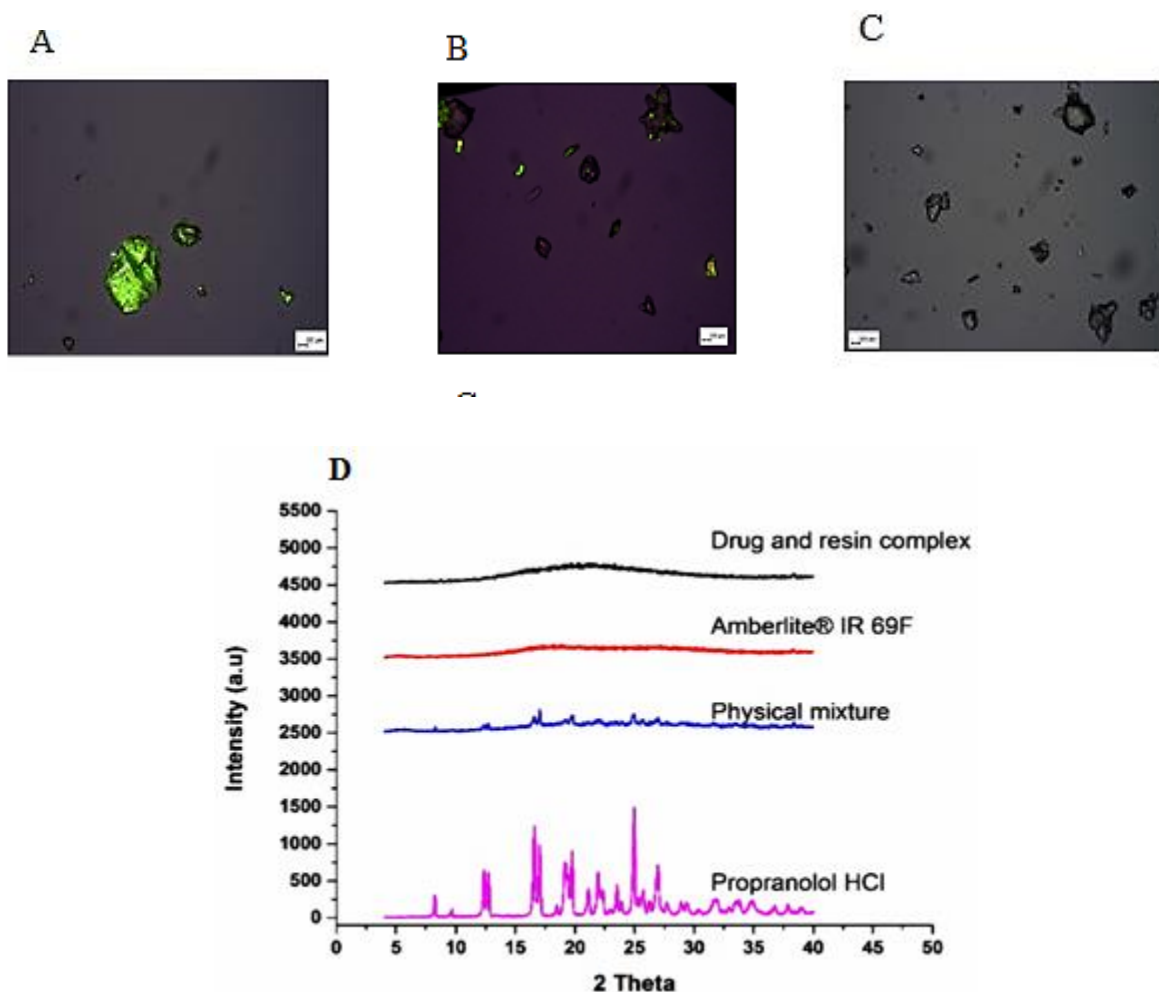 A
B
C
D
5500
5000
4500
4000
3500
3000
2500
2000
1500
1000
500
0
Intensity (a.u)
Drug and resin complex
Amberlite® IR 69F
Physical mixture
Propranolol HCl
0 5 10 15 20 25 30 35 40 45 50
2 Theta